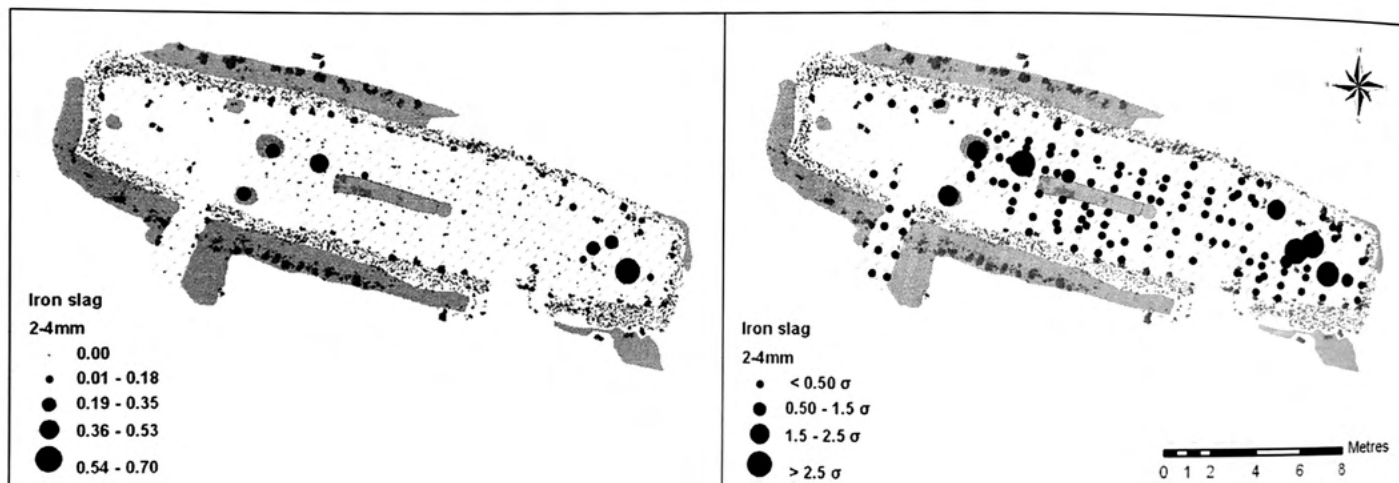 Iron slag
2-4mm
0.00
0.01 - 0.18
0.19 - 0.35
0.36 - 0.53
0.54 - 0.70
Iron slag
2-4mm
< 0.50 σ
0.50 - 1.5 σ
1.5 - 2.5 σ
> 2.5 σ
Metres
0 1 2 4 6 8